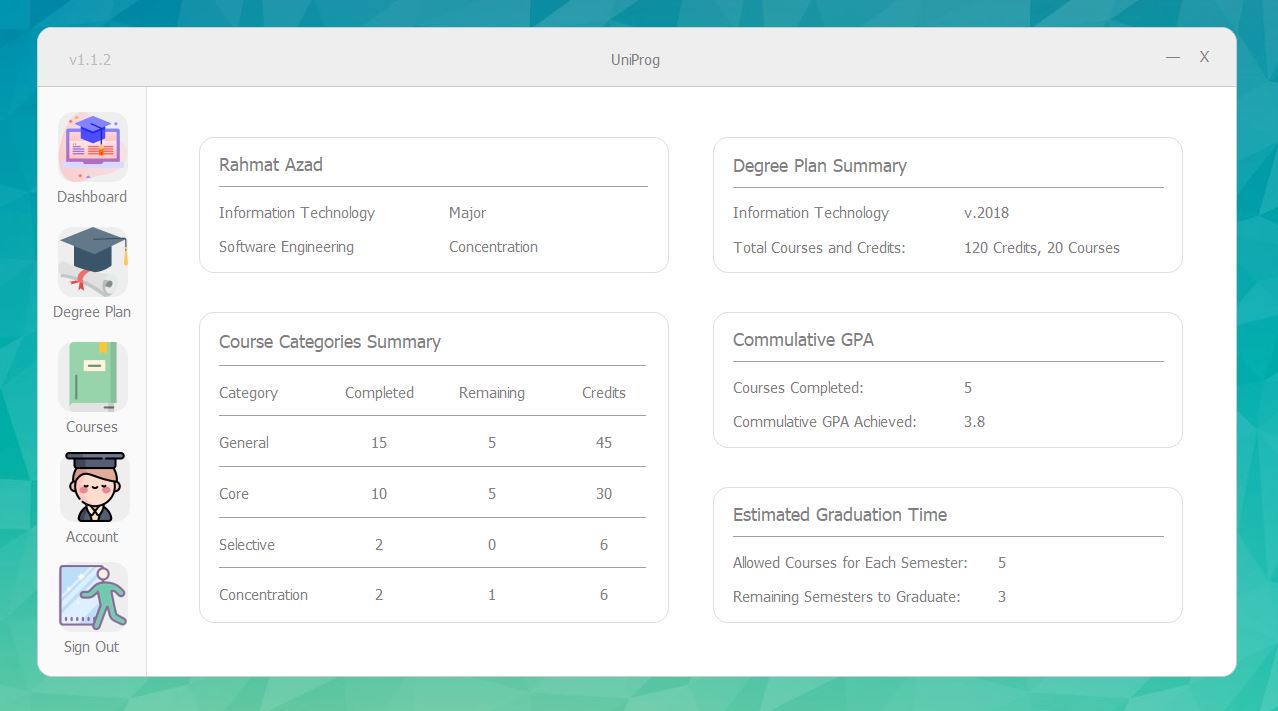 v1.1.2
UniProg
— X
Dashboard
Degree Plan
Courses
Account
Sign Out
Rahmat Azad
Information Technology Major
Software Engineering Concentration
Degree Plan Summary
Information Technology v.2018
Total Courses and Credits: 120 Credits, 20 Courses
Course Categories Summary
Category Completed Remaining Credits
General 15 5 45
Core 10 5 30
Selective 2 0 6
Concentration 2 1 6
Commulative GPA
Courses Completed: 5
Commulative GPA Achieved: 3.8
Estimated Graduation Time
Allowed Courses for Each Semester: 5
Remaining Semesters to Graduate: 3